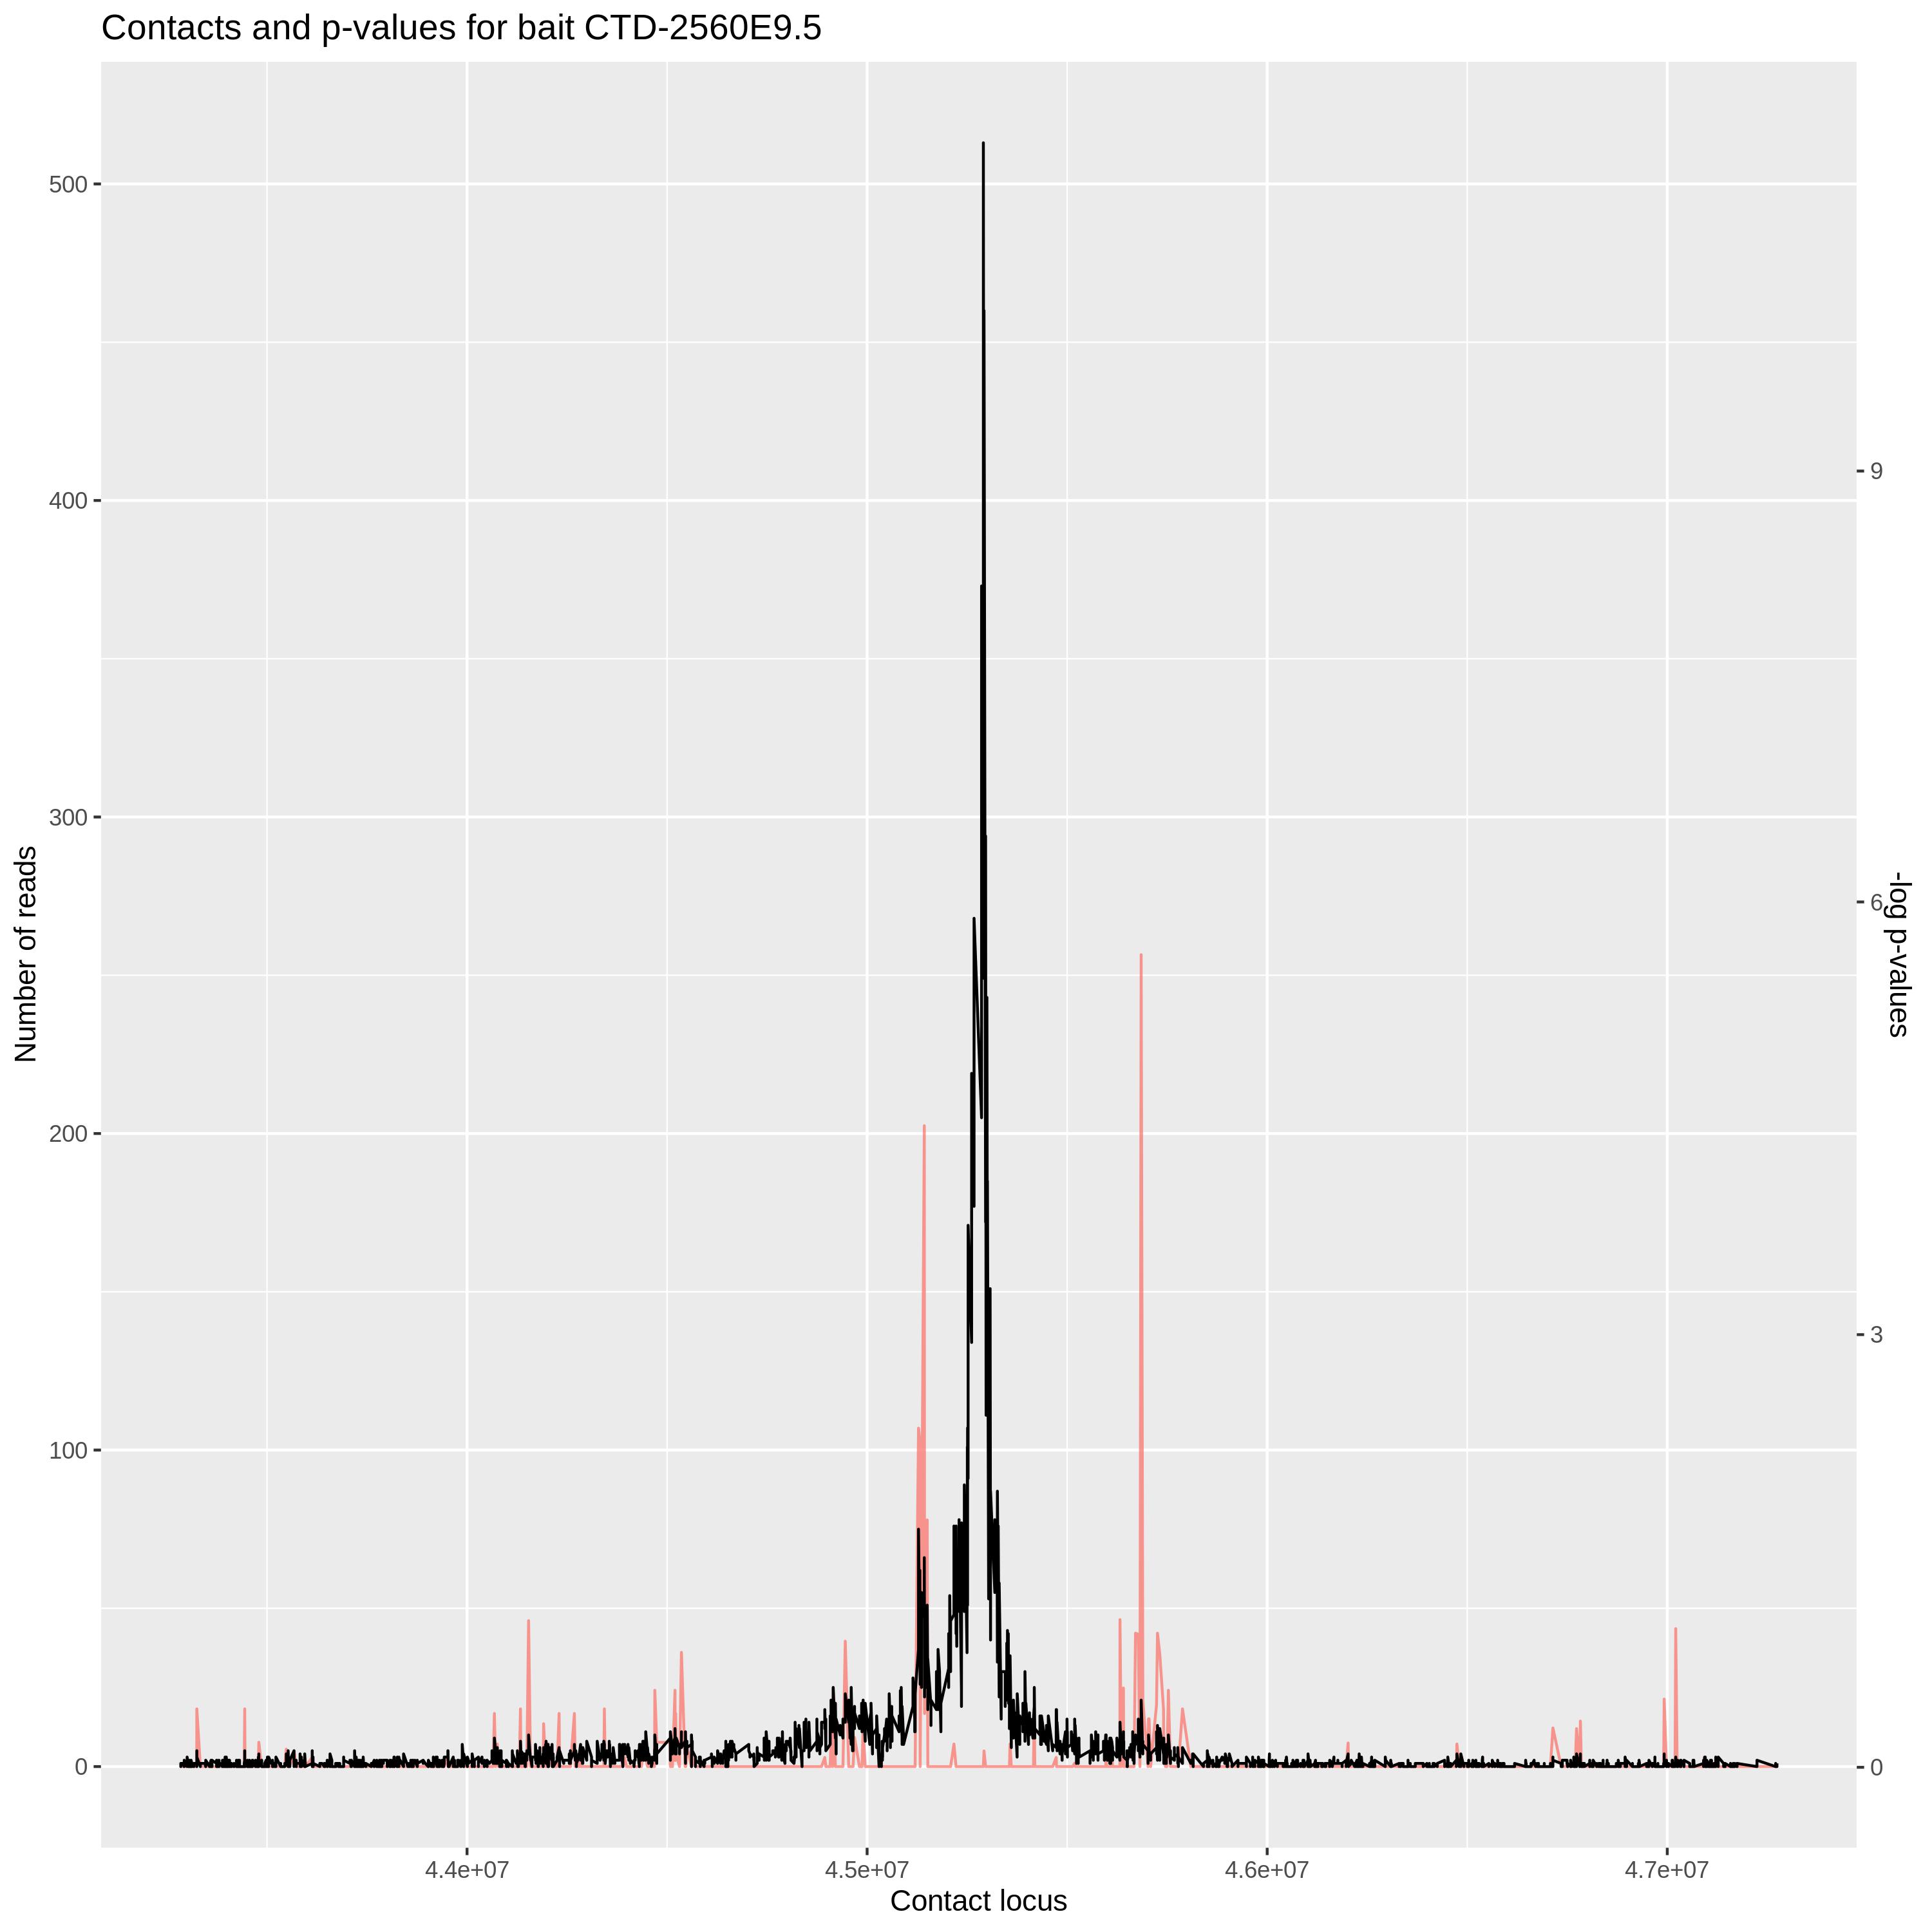 Contacts and p-values for bait CTD-2560E9.5
500
400
300
200
100
0
Number of reads
9
6
3
0
-log p-values
4.4e+07 4.5e+07 4.6e+07 4.7e+07
Contact locus